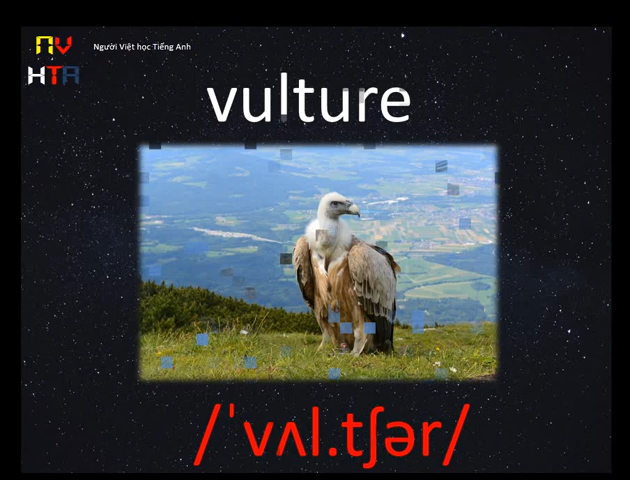 NV
Người Việt học Tiếng Anh
HTA
vulture
/ˈvʌl.tʃər/